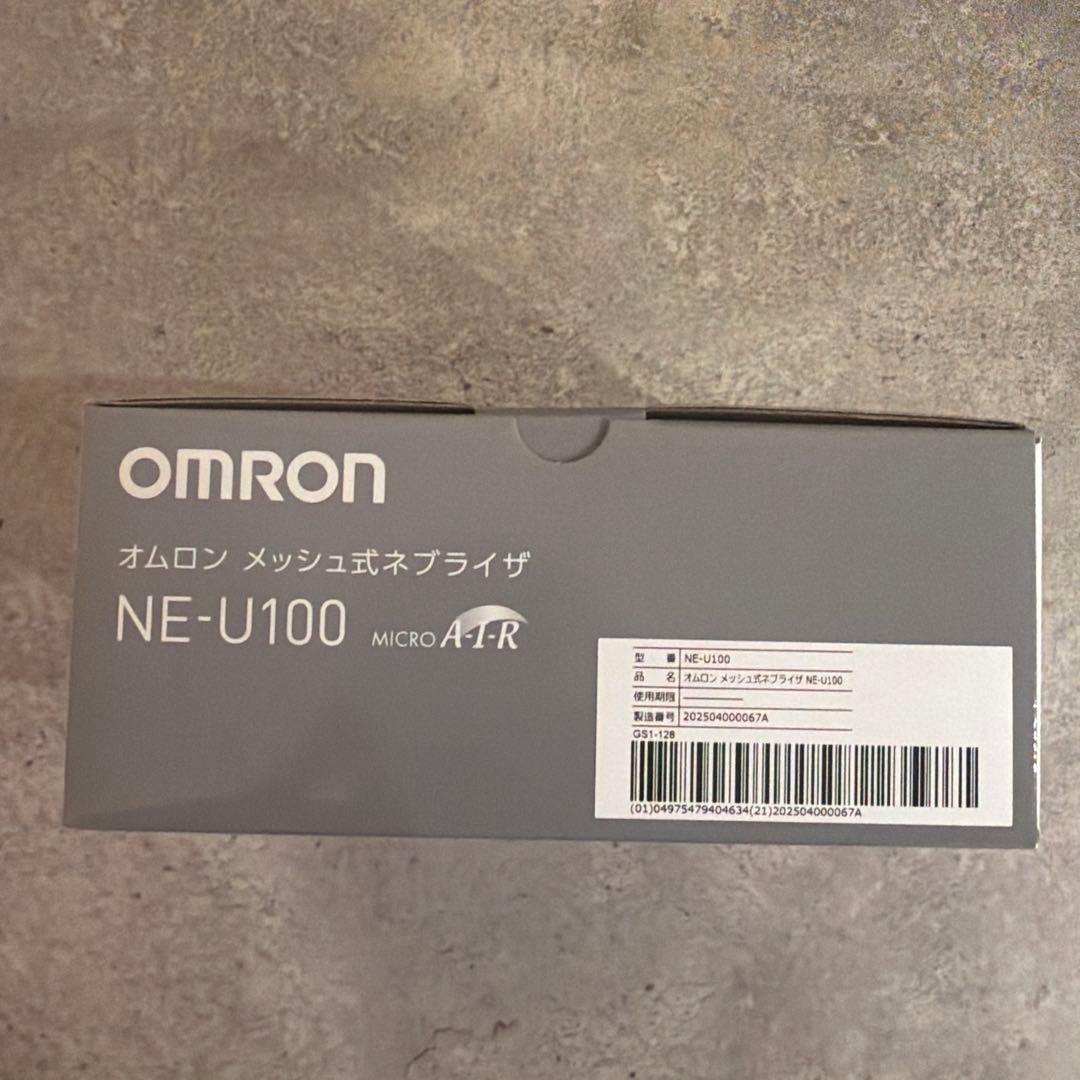 OMRON
オムロン メッシュ式ネブライザ
NE-U100 MICRO A-I-R
型 番 NE-U100
品 名 オムロン メッシュ式ネブライザ NE-U100
使用期限 ————
製造番号 202504000067A
GS1-128
(01)04975479404634(21)202504000067A